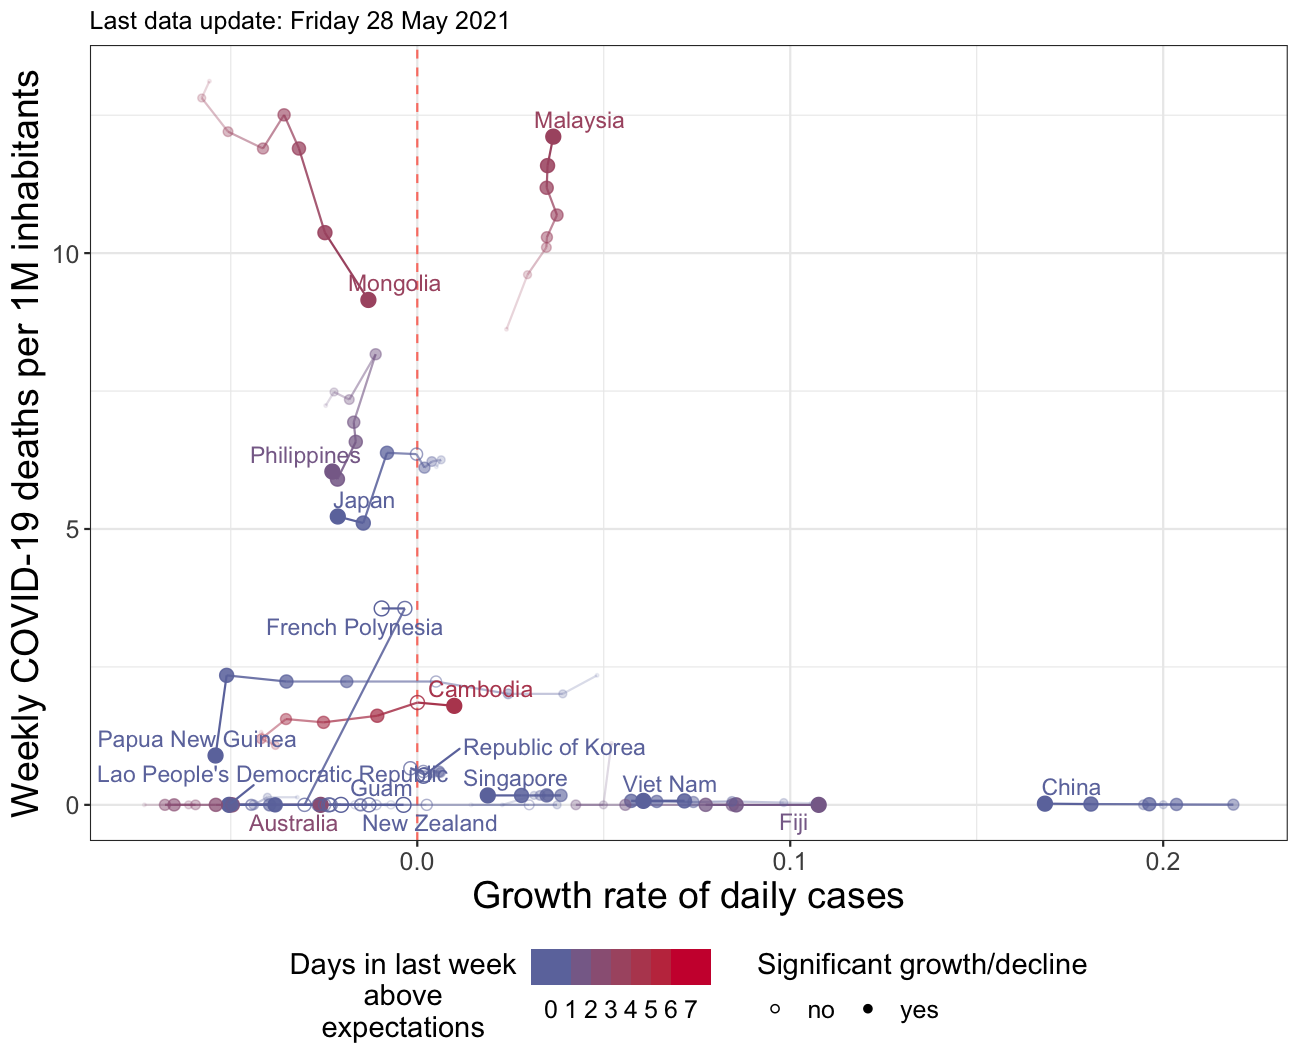 Last data update: Friday 28 May 2021
Weekly COVID-19 deaths per 1M inhabitants
10
5
0
Malaysia
Mongolia
Philippines
Japan
French Polynesia
Cambodia
Papua New Guinea
Republic of Korea
Lao People's Democratic Republic
Guam
Singapore
Viet Nam
China
Australia
New Zealand
Fiji
0.0
0.1
0.2
Growth rate of daily cases
Days in last week
above
expectations
0 1 2 3 4 5 6 7
Significant growth/decline
no
yes